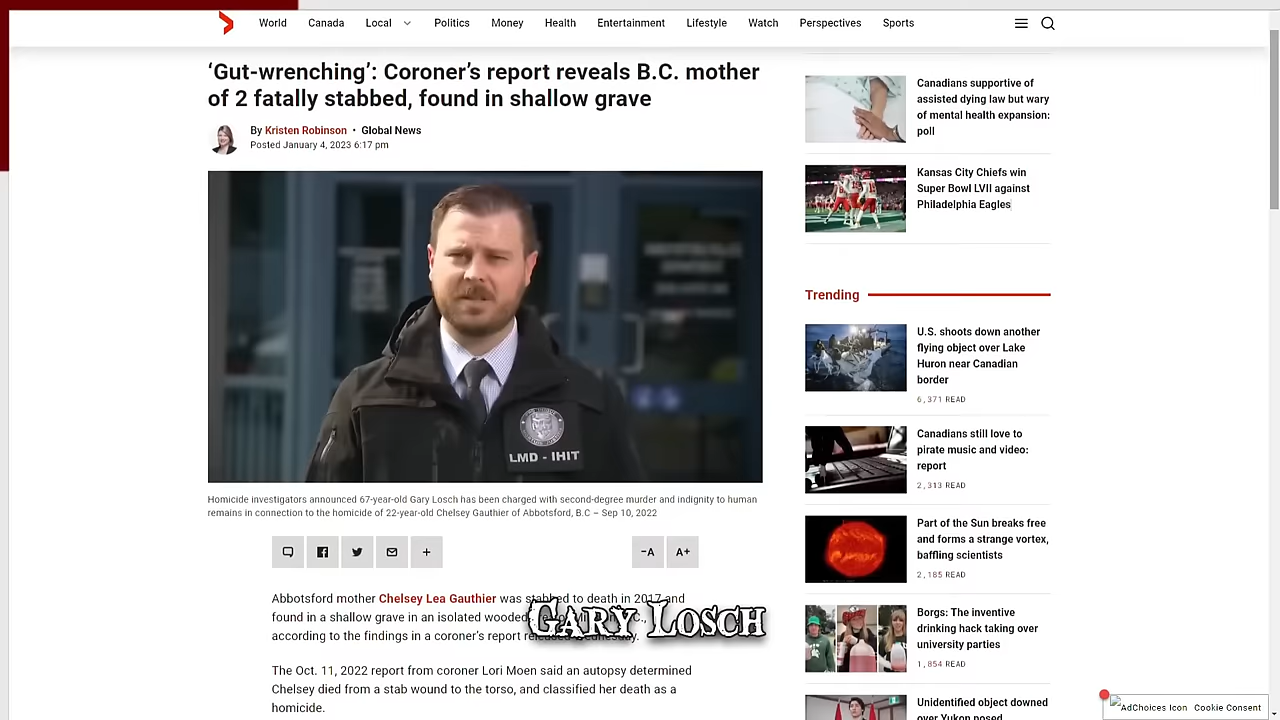 World Canada Local Politics Money Health Entertainment Lifestyle Watch Perspectives Sports
‘Gut-wrenching’: Coroner’s report reveals B.C. mother
of 2 fatally stabbed, found in shallow grave
By Kristen Robinson • Global News
Posted January 4, 2023 6:17 pm
LMD - IHIT
Homicide investigators announced 67-year-old Gary Losch has been charged with second-degree murder and indignity to human
remains in connection to the homicide of 22-year-old Chelsey Gauthier of Abbotsford, B.C – Sep 10, 2022
-A A+
Abbotsford mother Chelsey Lea Gauthier was stabbed to death in 2017 and
found in a shallow grave in an isolated wooded
according to the findings in a coroner's report released Wednesday.
GARY LOSCH
The Oct. 11, 2022 report from coroner Lori Moen said an autopsy determined
Chelsey died from a stab wound to the torso, and classified her death as a
homicide.
Canadians supportive of
assisted dying law but wary
of mental health expansion:
poll
Kansas City Chiefs win
Super Bowl LVII against
Philadelphia Eagles
Trending
U.S. shoots down another
flying object over Lake
Huron near Canadian
border
6,371 READ
Canadians still love to
pirate music and video:
report
2,313 READ
Part of the Sun breaks free
and forms a strange vortex,
baffling scientists
2,185 READ
Borgs: The inventive
drinking hack taking over
university parties
1,854 READ
Unidentified object downed
over Yukon posed
AdChoices Icon Cookie Consent